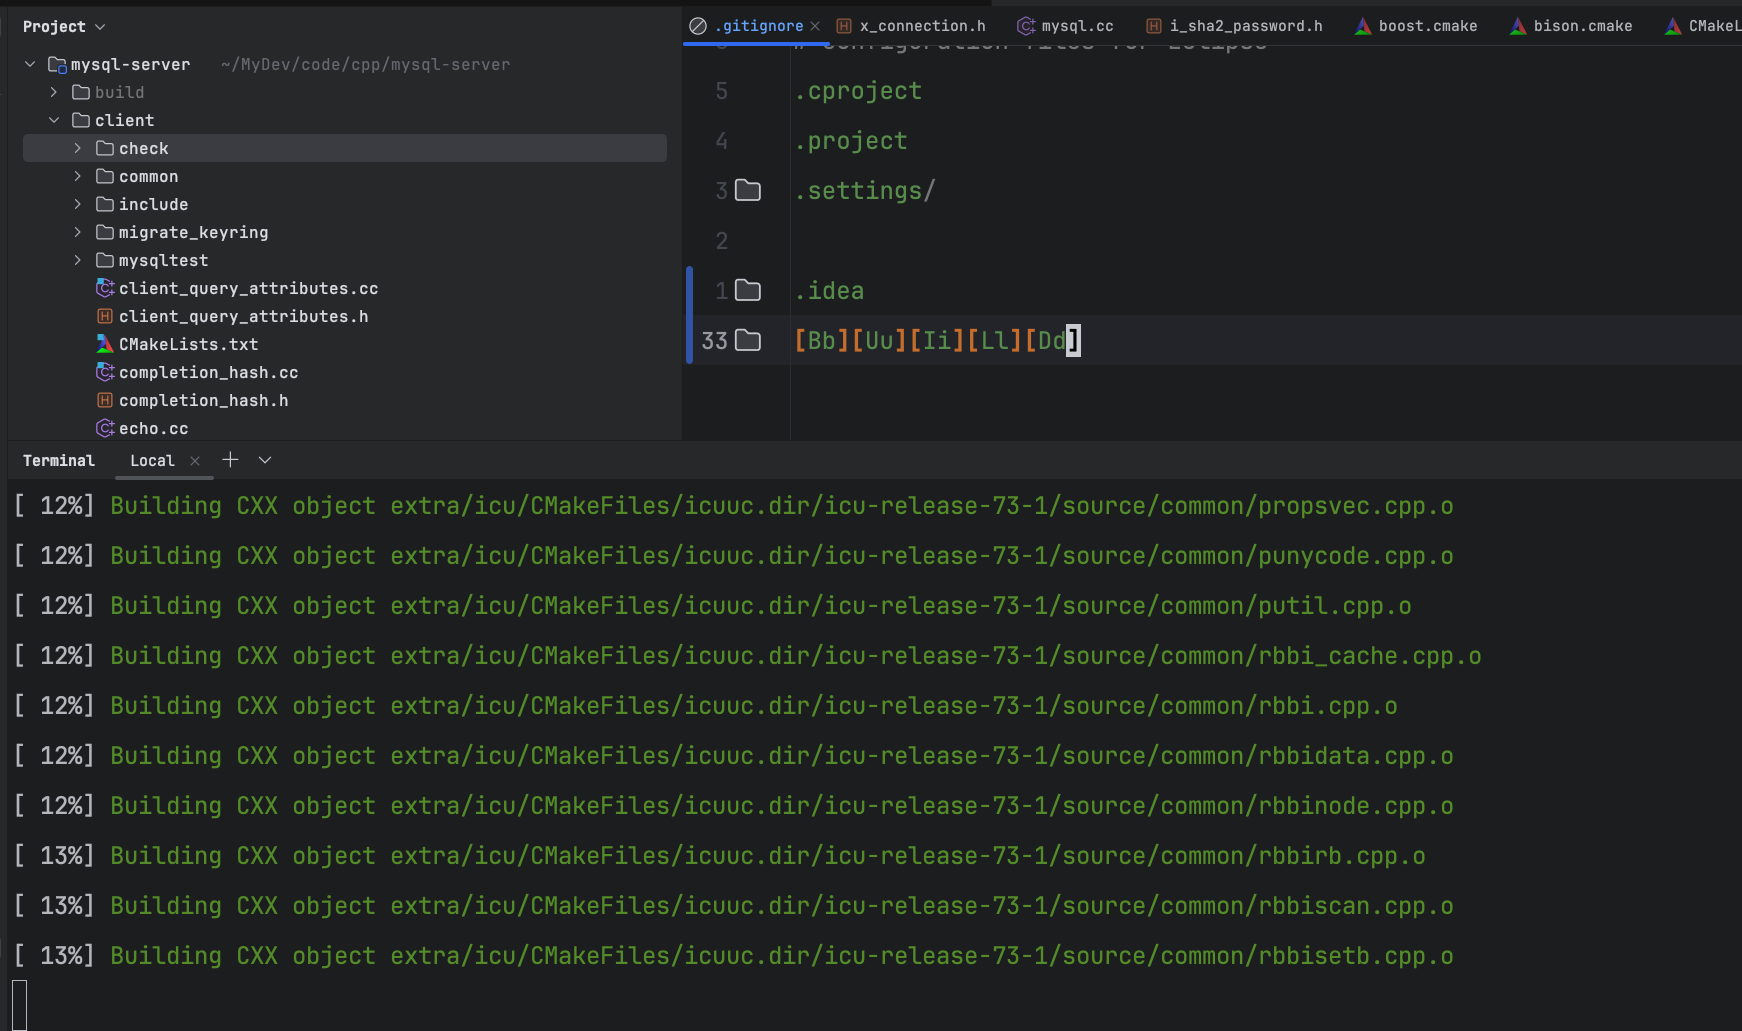 Project
.gitignore
x_connection.h
mysql.cc
i_sha2_password.h
boost.cmake
bison.cmake
CMakeL
mysql-server ~/MyDev/code/cpp/mysql-server
build
client
check
common
include
migrate_keyring
mysqltest
client_query_attributes.cc
client_query_attributes.h
CMakeLists.txt
completion_hash.cc
completion_hash.h
echo.cc
5 .cproject
4 .project
3 .settings/
2
1 .idea
33 [Bb][Uu][Ii][Ll][Dd]
Terminal Local
[ 12%] Building CXX object extra/icu/CMakeFiles/icuuc.dir/icu-release-73-1/source/common/propsvec.cpp.o
[ 12%] Building CXX object extra/icu/CMakeFiles/icuuc.dir/icu-release-73-1/source/common/punycode.cpp.o
[ 12%] Building CXX object extra/icu/CMakeFiles/icuuc.dir/icu-release-73-1/source/common/putil.cpp.o
[ 12%] Building CXX object extra/icu/CMakeFiles/icuuc.dir/icu-release-73-1/source/common/rbbi_cache.cpp.o
[ 12%] Building CXX object extra/icu/CMakeFiles/icuuc.dir/icu-release-73-1/source/common/rbbi.cpp.o
[ 12%] Building CXX object extra/icu/CMakeFiles/icuuc.dir/icu-release-73-1/source/common/rbbidata.cpp.o
[ 12%] Building CXX object extra/icu/CMakeFiles/icuuc.dir/icu-release-73-1/source/common/rbbinode.cpp.o
[ 13%] Building CXX object extra/icu/CMakeFiles/icuuc.dir/icu-release-73-1/source/common/rbbirb.cpp.o
[ 13%] Building CXX object extra/icu/CMakeFiles/icuuc.dir/icu-release-73-1/source/common/rbbiscan.cpp.o
[ 13%] Building CXX object extra/icu/CMakeFiles/icuuc.dir/icu-release-73-1/source/common/rbbisetb.cpp.o